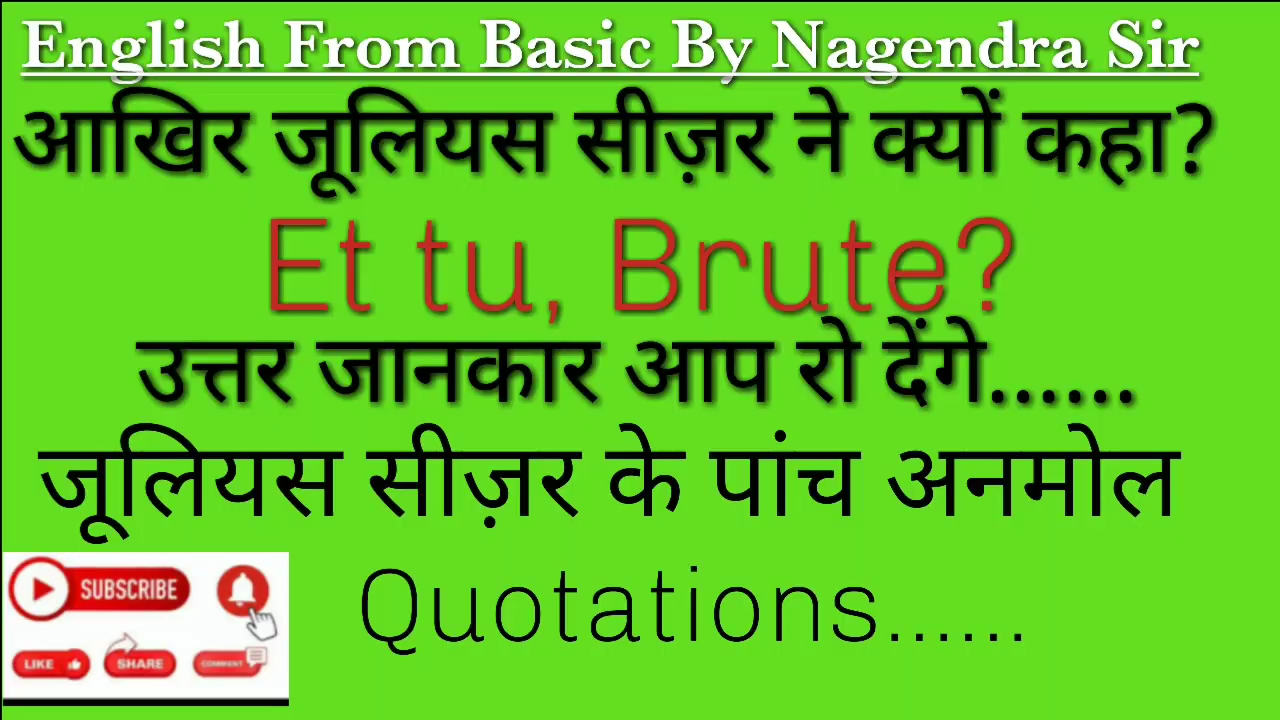 English From Basic By Nagendra Sir
आखिर जूलियस सीज़र ने क्यों कहा?
Et tu, Brute?
उत्तर जानकार आप रो देंगे......
जूलियस सीज़र के पांच अनमोल
Quotations......
SUBSCRIBE
LIKE
SHARE
COMMENT